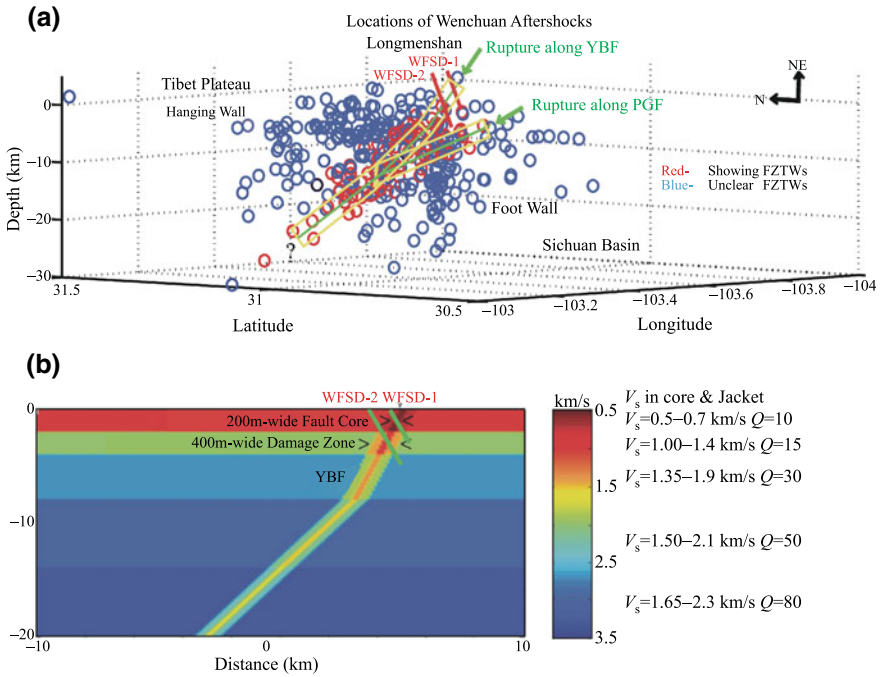 (a)
Locations of Wenchuan Aftershocks
Longmenshan
WFSD-1
WFSD-2
Rupture along YBF
Rupture along PGF
NE
N
Tibet Plateau
Hanging Wall
Red- Showing FZTWs
Blue- Unclear FZTWs
Foot Wall
Sichuan Basin
?
Depth (km)
0
−10
−20
−30
31.5
31
30.5
Latitude
−103
−103.2
−103.4
−103.6
−103.8
−104
Longitude
(b)
WFSD-2 WFSD-1
200m-wide Fault Core > <
400m-wide Damage Zone > <
YBF
0
−10
−20
−10
0
10
Distance (km)
km/s
0.5
1.5
2.5
3.5
Vs in core & Jacket
Vs=0.5–0.7 km/s Q=10
Vs=1.00–1.4 km/s Q=15
Vs=1.35–1.9 km/s Q=30
Vs=1.50–2.1 km/s Q=50
Vs=1.65–2.3 km/s Q=80